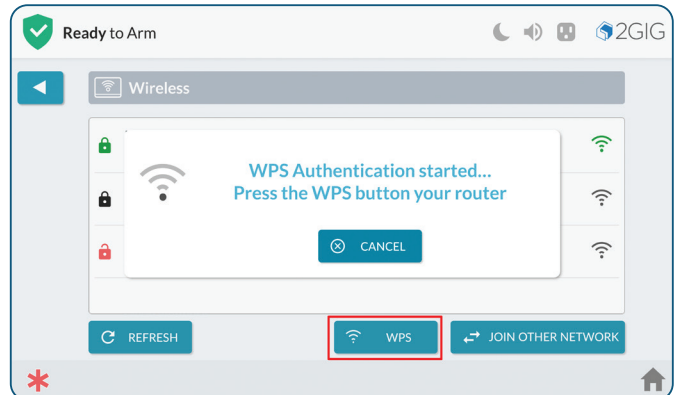 Ready to Arm
2GIG
Wireless
WPS Authentication started...
Press the WPS button your router
CANCEL
REFRESH
WPS
JOIN OTHER NETWORK